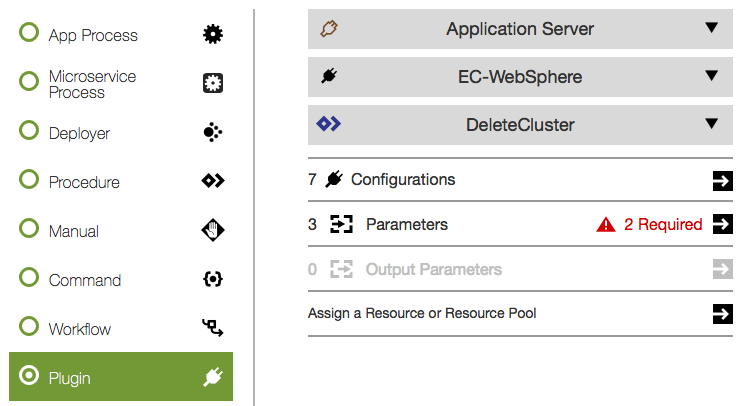 App Process
Microservice
Process
Deployer
Procedure
Manual
Command
Workflow
Plugin
Application Server
EC-WebSphere
DeleteCluster
7 Configurations
3 Parameters 2 Required
0 Output Parameters
Assign a Resource or Resource Pool